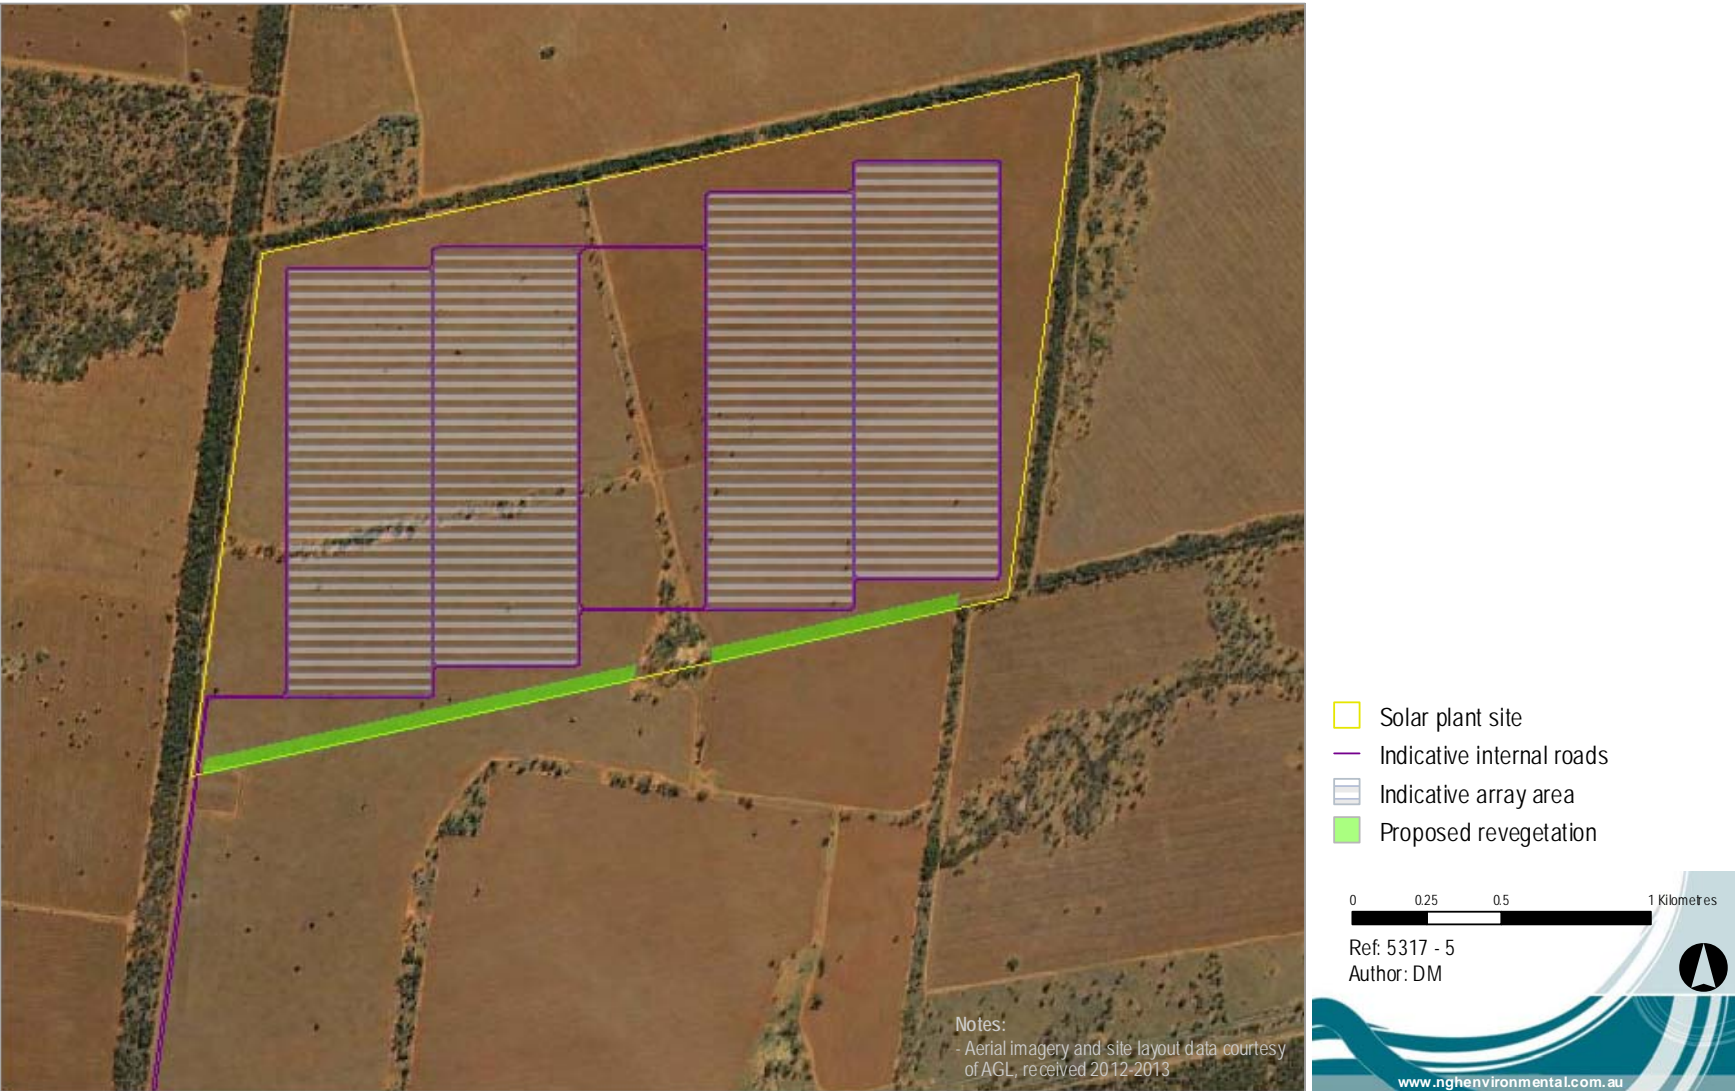 Solar plant site
Indicative internal roads
Indicative array area
Proposed revegetation
0 0.25 0.5 1 Kilometres
Ref: 5317 - 5
Author: DM
Notes:
- Aerial imagery and site layout data courtesy
of AGL, received 2012-2013
www.nghenvironmental.com.au